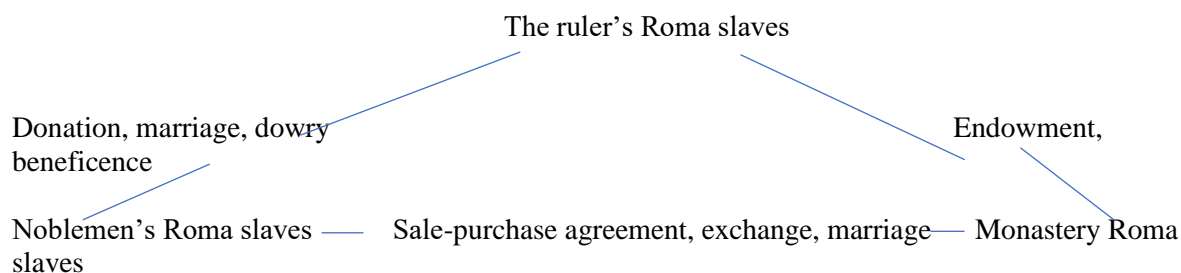 The ruler’s Roma slaves
Donation, marriage, dowry Endowment,
beneficence
Noblemen’s Roma slaves Sale-purchase agreement, exchange, marriage Monastery Roma
slaves